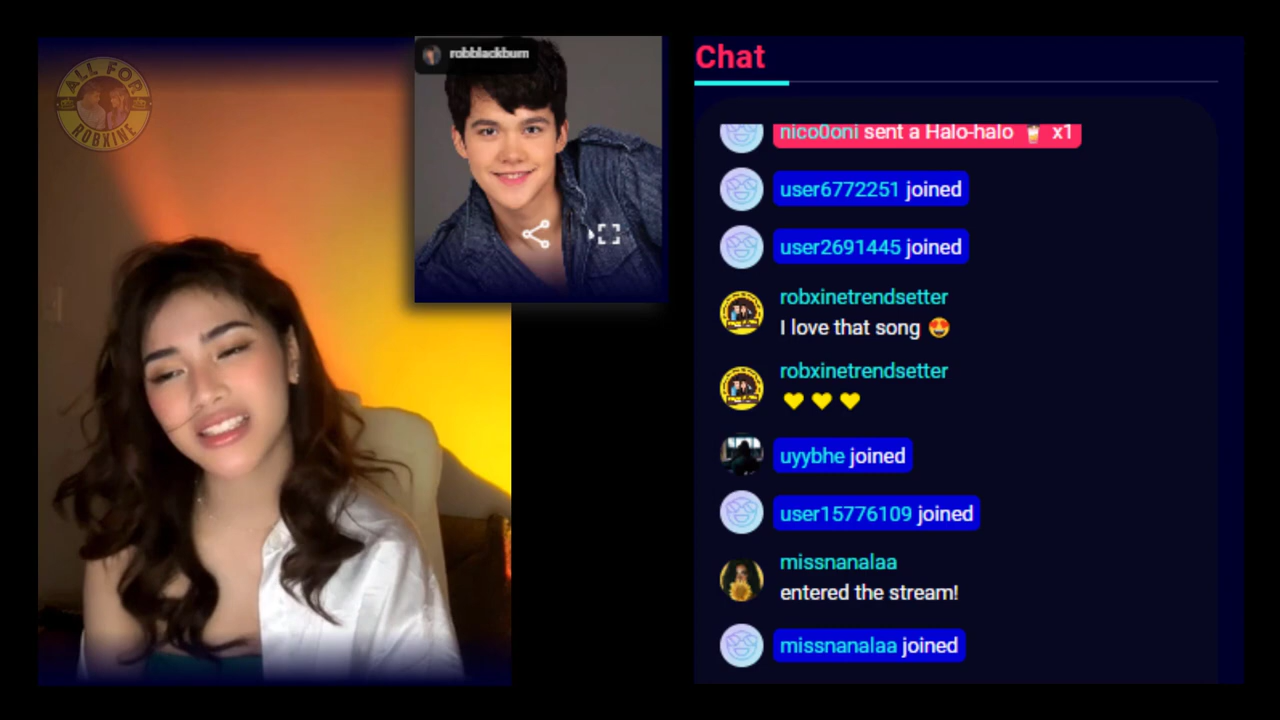 ALL FOR
ROBXINE
robblackburn
Chat
nico0oni sent a Halo-halo x1
user6772251 joined
user2691445 joined
robxinetrendsetter
I love that song 😍
robxinetrendsetter
💛 💛 💛
uyybhe joined
user15776109 joined
missnanalaa
entered the stream!
missnanalaa joined